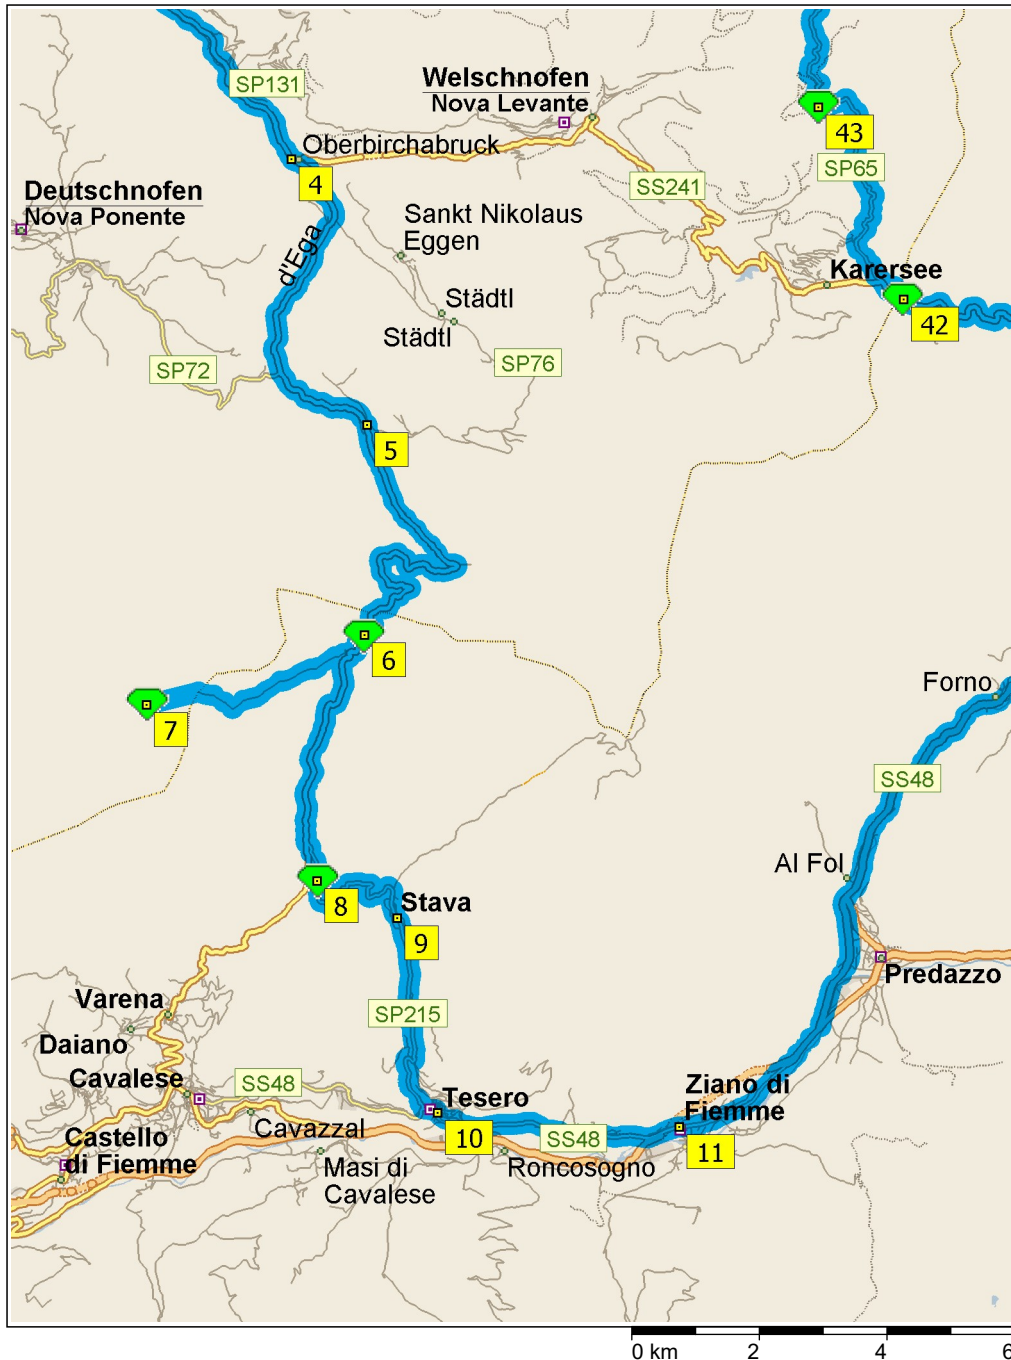 SP131
Welschnofen
Nova Levante
43
Oberbirchabruck
SP65
4
SS241
Deutschnofen
Nova Ponente
Sankt Nikolaus
Eggen
d'Ega
Karersee
Städtl
42
Städtl
SP72
SP76
5
6
Forno
7
SS48
Al Fol
8
Stava
9
Predazzo
Varena
SP215
Daiano
Cavalese
SS48
Ziano di
Fiemme
Tesero
Cavazzal
10
SS48
11
Castello
di Fiemme
Masi di
Cavalese
Roncosogno
0 km 2 4 6